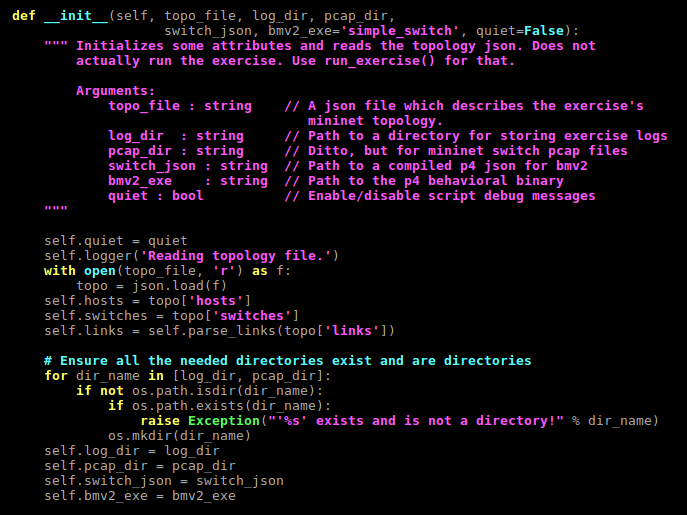 def __init__(self, topo_file, log_dir, pcap_dir,
                   switch_json, bmv2_exe='simple_switch', quiet=False):
    """ Initializes some attributes and reads the topology json. Does not
        actually run the exercise. Use run_exercise() for that.

        Arguments:
            topo_file : string    // A json file which describes the exercise's
                                     mininet topology.
            log_dir  : string     // Path to a directory for storing exercise logs
            pcap_dir : string     // Ditto, but for mininet switch pcap files
            switch_json : string  // Path to a compiled p4 json for bmv2
            bmv2_exe    : string  // Path to the p4 behavioral binary
            quiet : bool          // Enable/disable script debug messages
    """

    self.quiet = quiet
    self.logger('Reading topology file.')
    with open(topo_file, 'r') as f:
        topo = json.load(f)
    self.hosts = topo['hosts']
    self.switches = topo['switches']
    self.links = self.parse_links(topo['links'])

    # Ensure all the needed directories exist and are directories
    for dir_name in [log_dir, pcap_dir]:
        if not os.path.isdir(dir_name):
            if os.path.exists(dir_name):
                raise Exception("'%s' exists and is not a directory!" % dir_name)
            os.mkdir(dir_name)
    self.log_dir = log_dir
    self.pcap_dir = pcap_dir
    self.switch_json = switch_json
    self.bmv2_exe = bmv2_exe